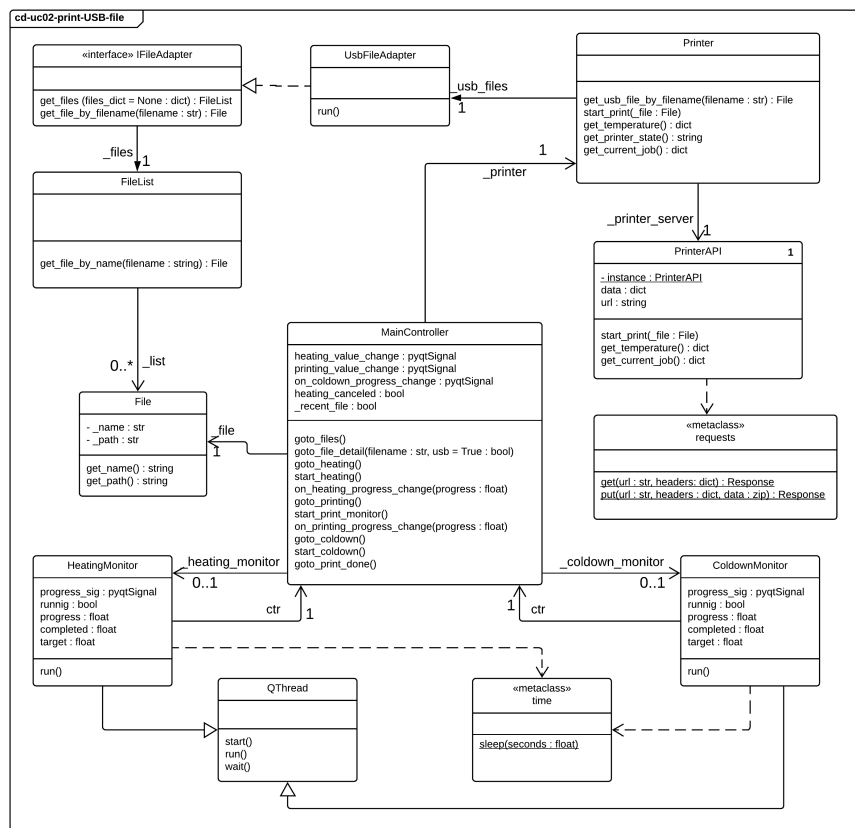 cd-uc02-print-USB-file
«interface» IFileAdapter
get_files (files_dict = None : dict) : FileList
get_file_by_filename(filename : str) : File
UsbFileAdapter
run()
_usb_files
1
Printer
get_usb_file_by_filename(filename : str) : File
start_print(_file : File)
get_temperature() : dict
get_printer_state() : string
get_current_job() : dict
_files
1
1
_printer
FileList
get_file_by_name(filename : string) : File
_printer_server
1
PrinterAPI
1
- instance : PrinterAPI
data : dict
url : string
start_print(_file : File)
get_temperature() : dict
get_current_job() : dict
0..*
_list
MainController
heating_value_change : pyqtSignal
printing_value_change : pyqtSignal
on_coldown_progress_change : pyqtSignal
heating_canceled : bool
_recent_file : bool
goto_files()
goto_file_detail(filename : str, usb = True : bool)
goto_heating()
start_heating()
on_heating_progress_change(progress : float)
goto_printing()
start_print_monitor()
on_printing_progress_change(progress : float)
goto_coldown()
start_coldown()
goto_print_done()
File
- _name : str
- _path : str
get_name() : string
get_path() : string
_file
1
«metaclass»
requests
get(url : str, headers: dict) : Response
put(url : str, headers : dict, data : zip) : Response
HeatingMonitor
progress_sig : pyqtSignal
runnig : bool
progress : float
completed : float
target : float
run()
_heating_monitor
0..1
ctr
1
_coldown_monitor
0..1
1
ctr
ColdownMonitor
progress_sig : pyqtSignal
runnig : bool
progress : float
completed : float
target : float
run()
QThread
start()
run()
wait()
«metaclass»
time
sleep(seconds : float)